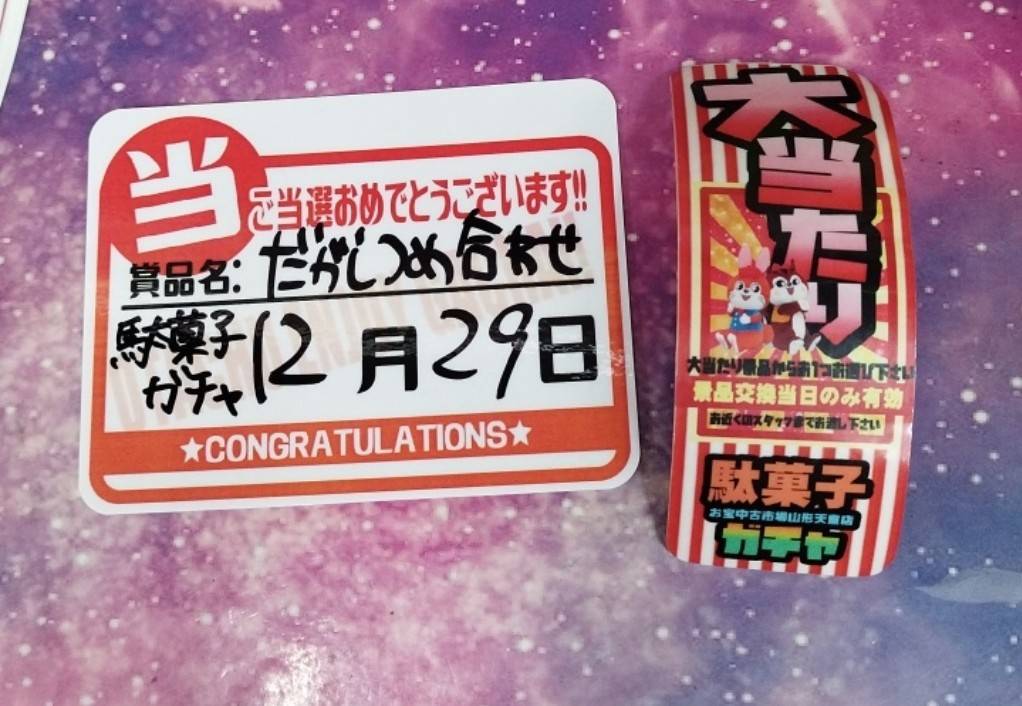 当
ご当選おめでとうございます!!
賞品名: だがしつめ合わせ
駄菓子
ガチャ
12月29日
★CONGRATULATIONS★
大当たり
大当たり景品からお1つお選び下さい
景品交換当日のみ有効
お近くのスタッフまでお渡し下さい
駄菓子
お宝中古市場山形天童店
ガチャ